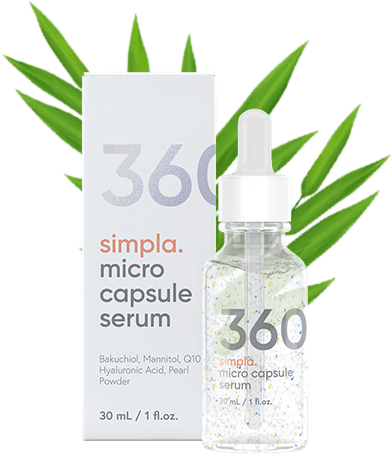 360
simpla.
micro
capsule
serum
Bakuchiol, Mannitol, Q10
Hyaluronic Acid, Pearl
Powder
30 mL / 1 fl.oz.
360
simpla.
micro capsule
serum
30 mL / 1 fl.oz.